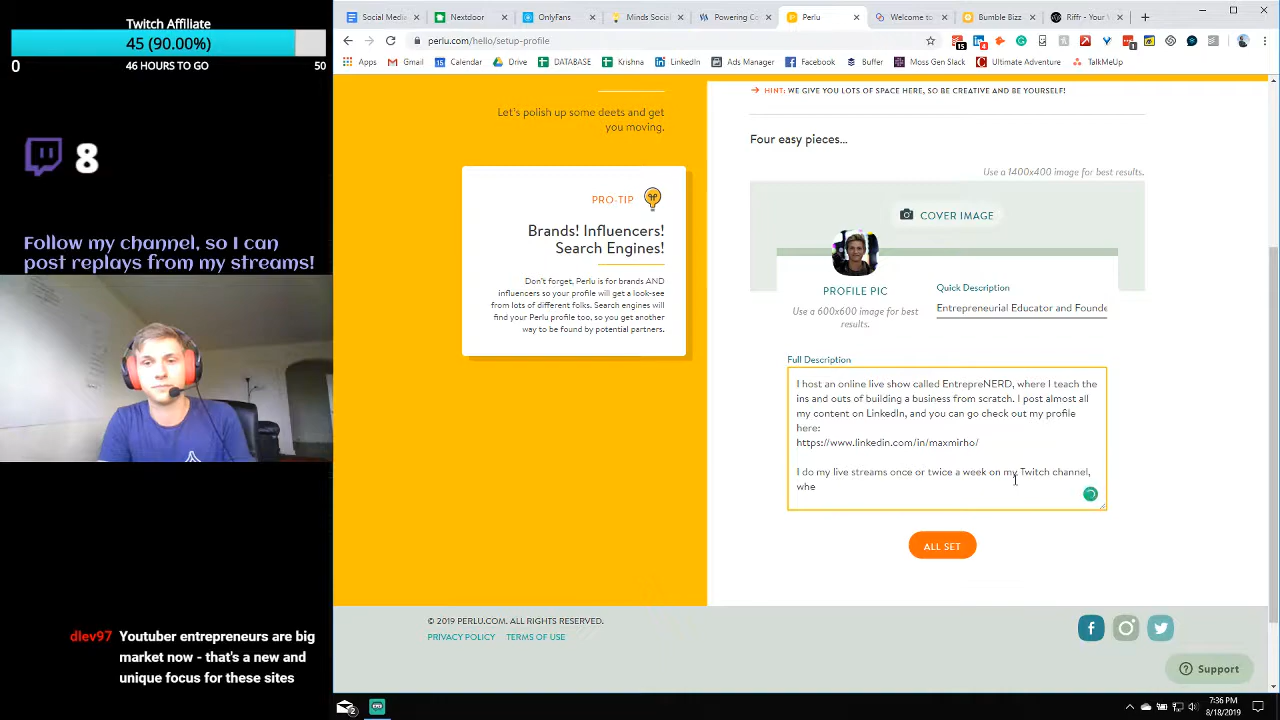 Twitch Affiliate
45 (90.00%)
0
46 HOURS TO GO
50
8
Follow my channel, so I can
post replays from my streams!
dlev97 Youtuber entrepreneurs are big
market now - that's a new and
unique focus for these sites
Social Media
Nextdoor
OnlyFans
Minds Social
Powering Co
Perlu
Welcome to
Bumble Bizz
Riffr - Your V
perlu.com/hello/setup-profile
15
4
1
Apps
Gmail
Calendar
Drive
DATABASE
Krishna
LinkedIn
Ad Manager
Facebook
Buffer
Moss Gen Slack
Ultimate Adventure
TalkMeUp
Let's polish up some deets and get
you moving.
PRO-TIP
Brands! Influencers!
Search Engines!
Don't forget, Perlu is for brands AND
influencers so your profile will get a look-see
from lots of different folks. Search engines will
find your Perlu profile too, so you get another
way to be found by potential partners.
HINT: WE GIVE YOU LOTS OF SPACE HERE, SO BE CREATIVE AND BE YOURSELF!
Four easy pieces...
Use a 1400x400 image for best results.
COVER IMAGE
PROFILE PIC
Use a 600x600 image for best
results.
Quick Description
Entrepreneurial Educator and Founde
Full Description
I host an online live show called EntrepreNERD, where I teach the
ins and outs of building a business from scratch. I post almost all
my content on LinkedIn, and you can go check out my profile
here:
https://www.linkedin.com/in/maxmirho/
I do my live streams once or twice a week on my Twitch channel,
whe
ALL SET
© 2019 PERLU.COM. ALL RIGHTS RESERVED.
PRIVACY POLICY
TERMS OF USE
Support
2
7:36 PM
8/18/2019